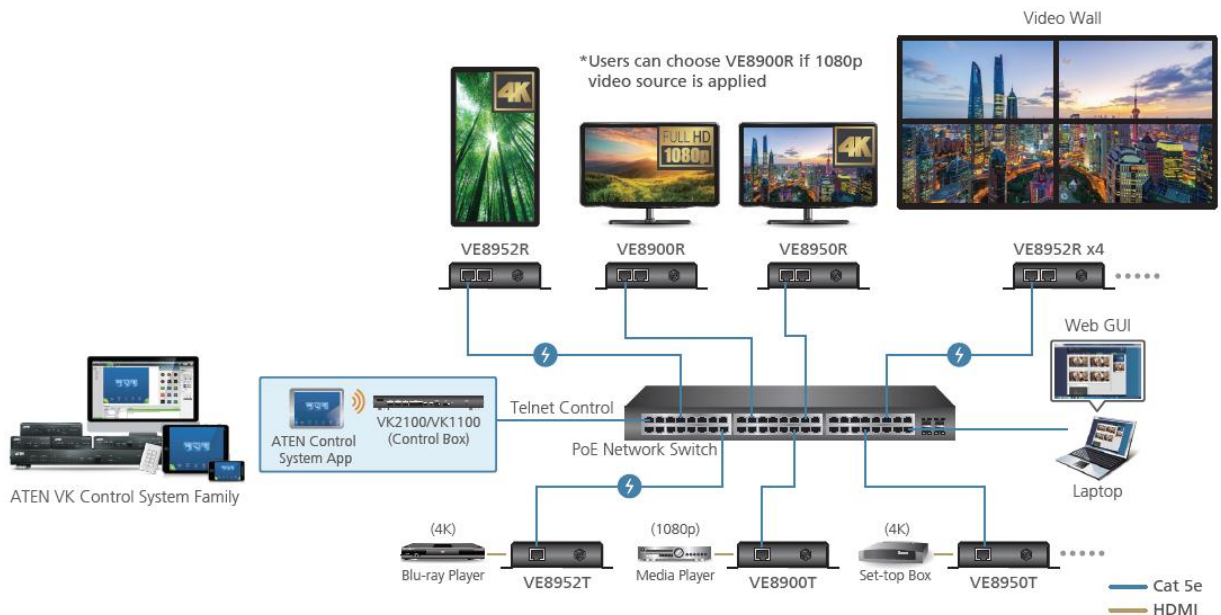 Video Wall
*Users can choose VE8900R if 1080p
video source is applied
4K
FULL HD
1080p
4K
VE8952R
VE8900R
VE8950R
VE8952R x4
Web GUI
Telnet Control
VK2100/VK1100
(Control Box)
ATEN Control
System App
PoE Network Switch
ATEN VK Control System Family
Laptop
(4K)
(1080p)
(4K)
Blu-ray Player
VE8952T
Media Player
VE8900T
Set-top Box
VE8950T
Cat 5e
HDMI